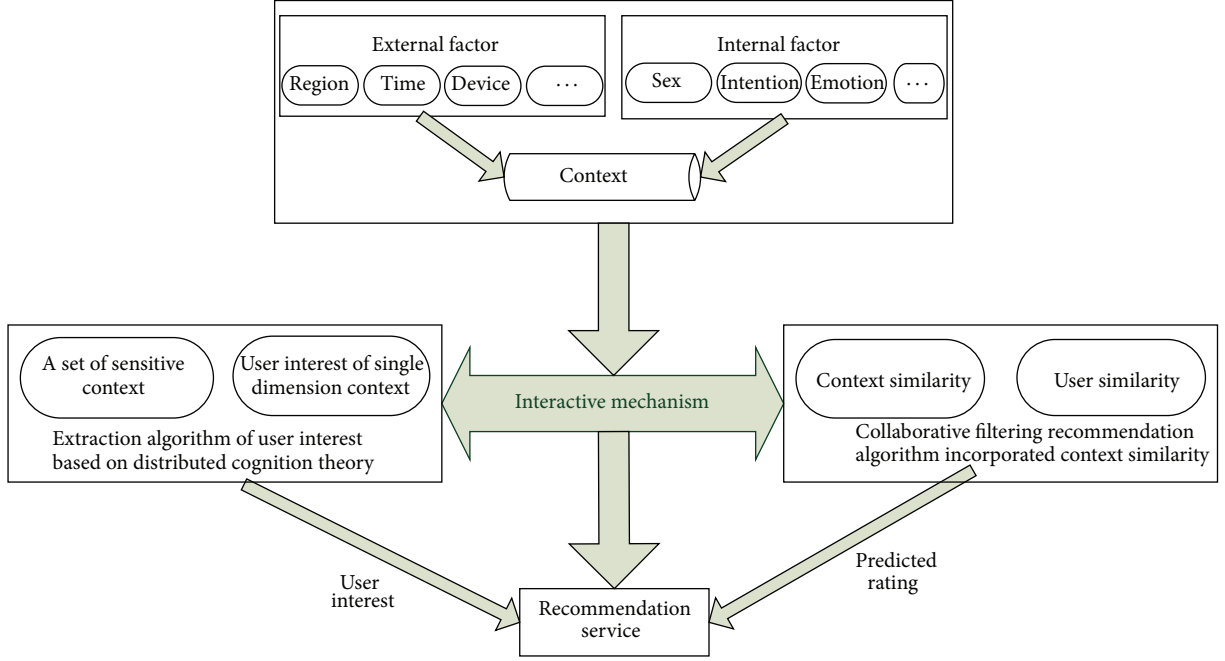 External factor
Region
Time
Device
...
Internal factor
Sex
Intention
Emotion
...
Context
A set of sensitive
context
User interest of single
dimension context
Extraction algorithm of user interest
based on distributed cognition theory
Interactive mechanism
Context similarity
User similarity
Collaborative filtering recommendation
algorithm incorporated context similarity
User
interest
Predicted
rating
Recommendation
service